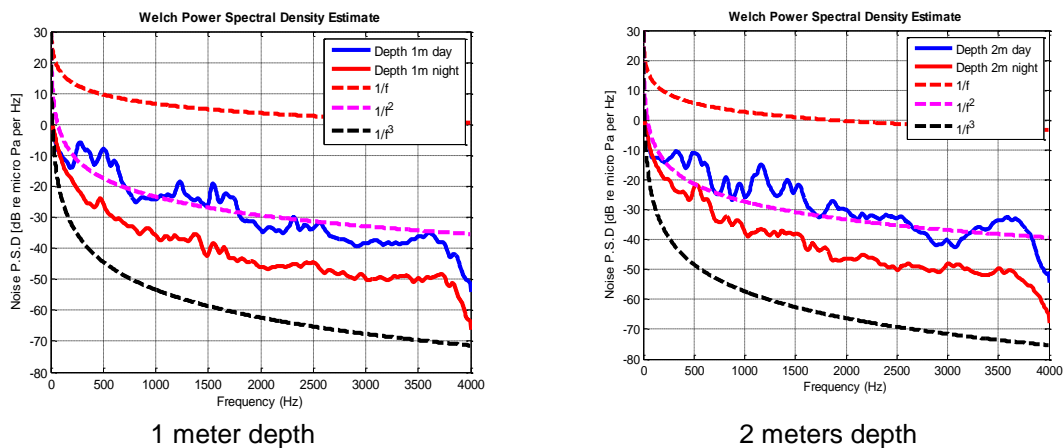 Welch Power Spectral Density Estimate
30
20
10
0
-10
-20
-30
-40
-50
-60
-70
-80
Noise P.S.D [dB re micro Pa per Hz]
Depth 1m day
Depth 1m night
1/f
1/f²
1/f³
0 500 1000 1500 2000 2500 3000 3500 4000
Frequency (Hz)
1 meter depth
Welch Power Spectral Density Estimate
30
20
10
0
-10
-20
-30
-40
-50
-60
-70
-80
Noise P.S.D [dB re micro Pa per Hz]
Depth 2m day
Depth 2m night
1/f
1/f²
1/f³
0 500 1000 1500 2000 2500 3000 3500 4000
Frequency (Hz)
2 meters depth